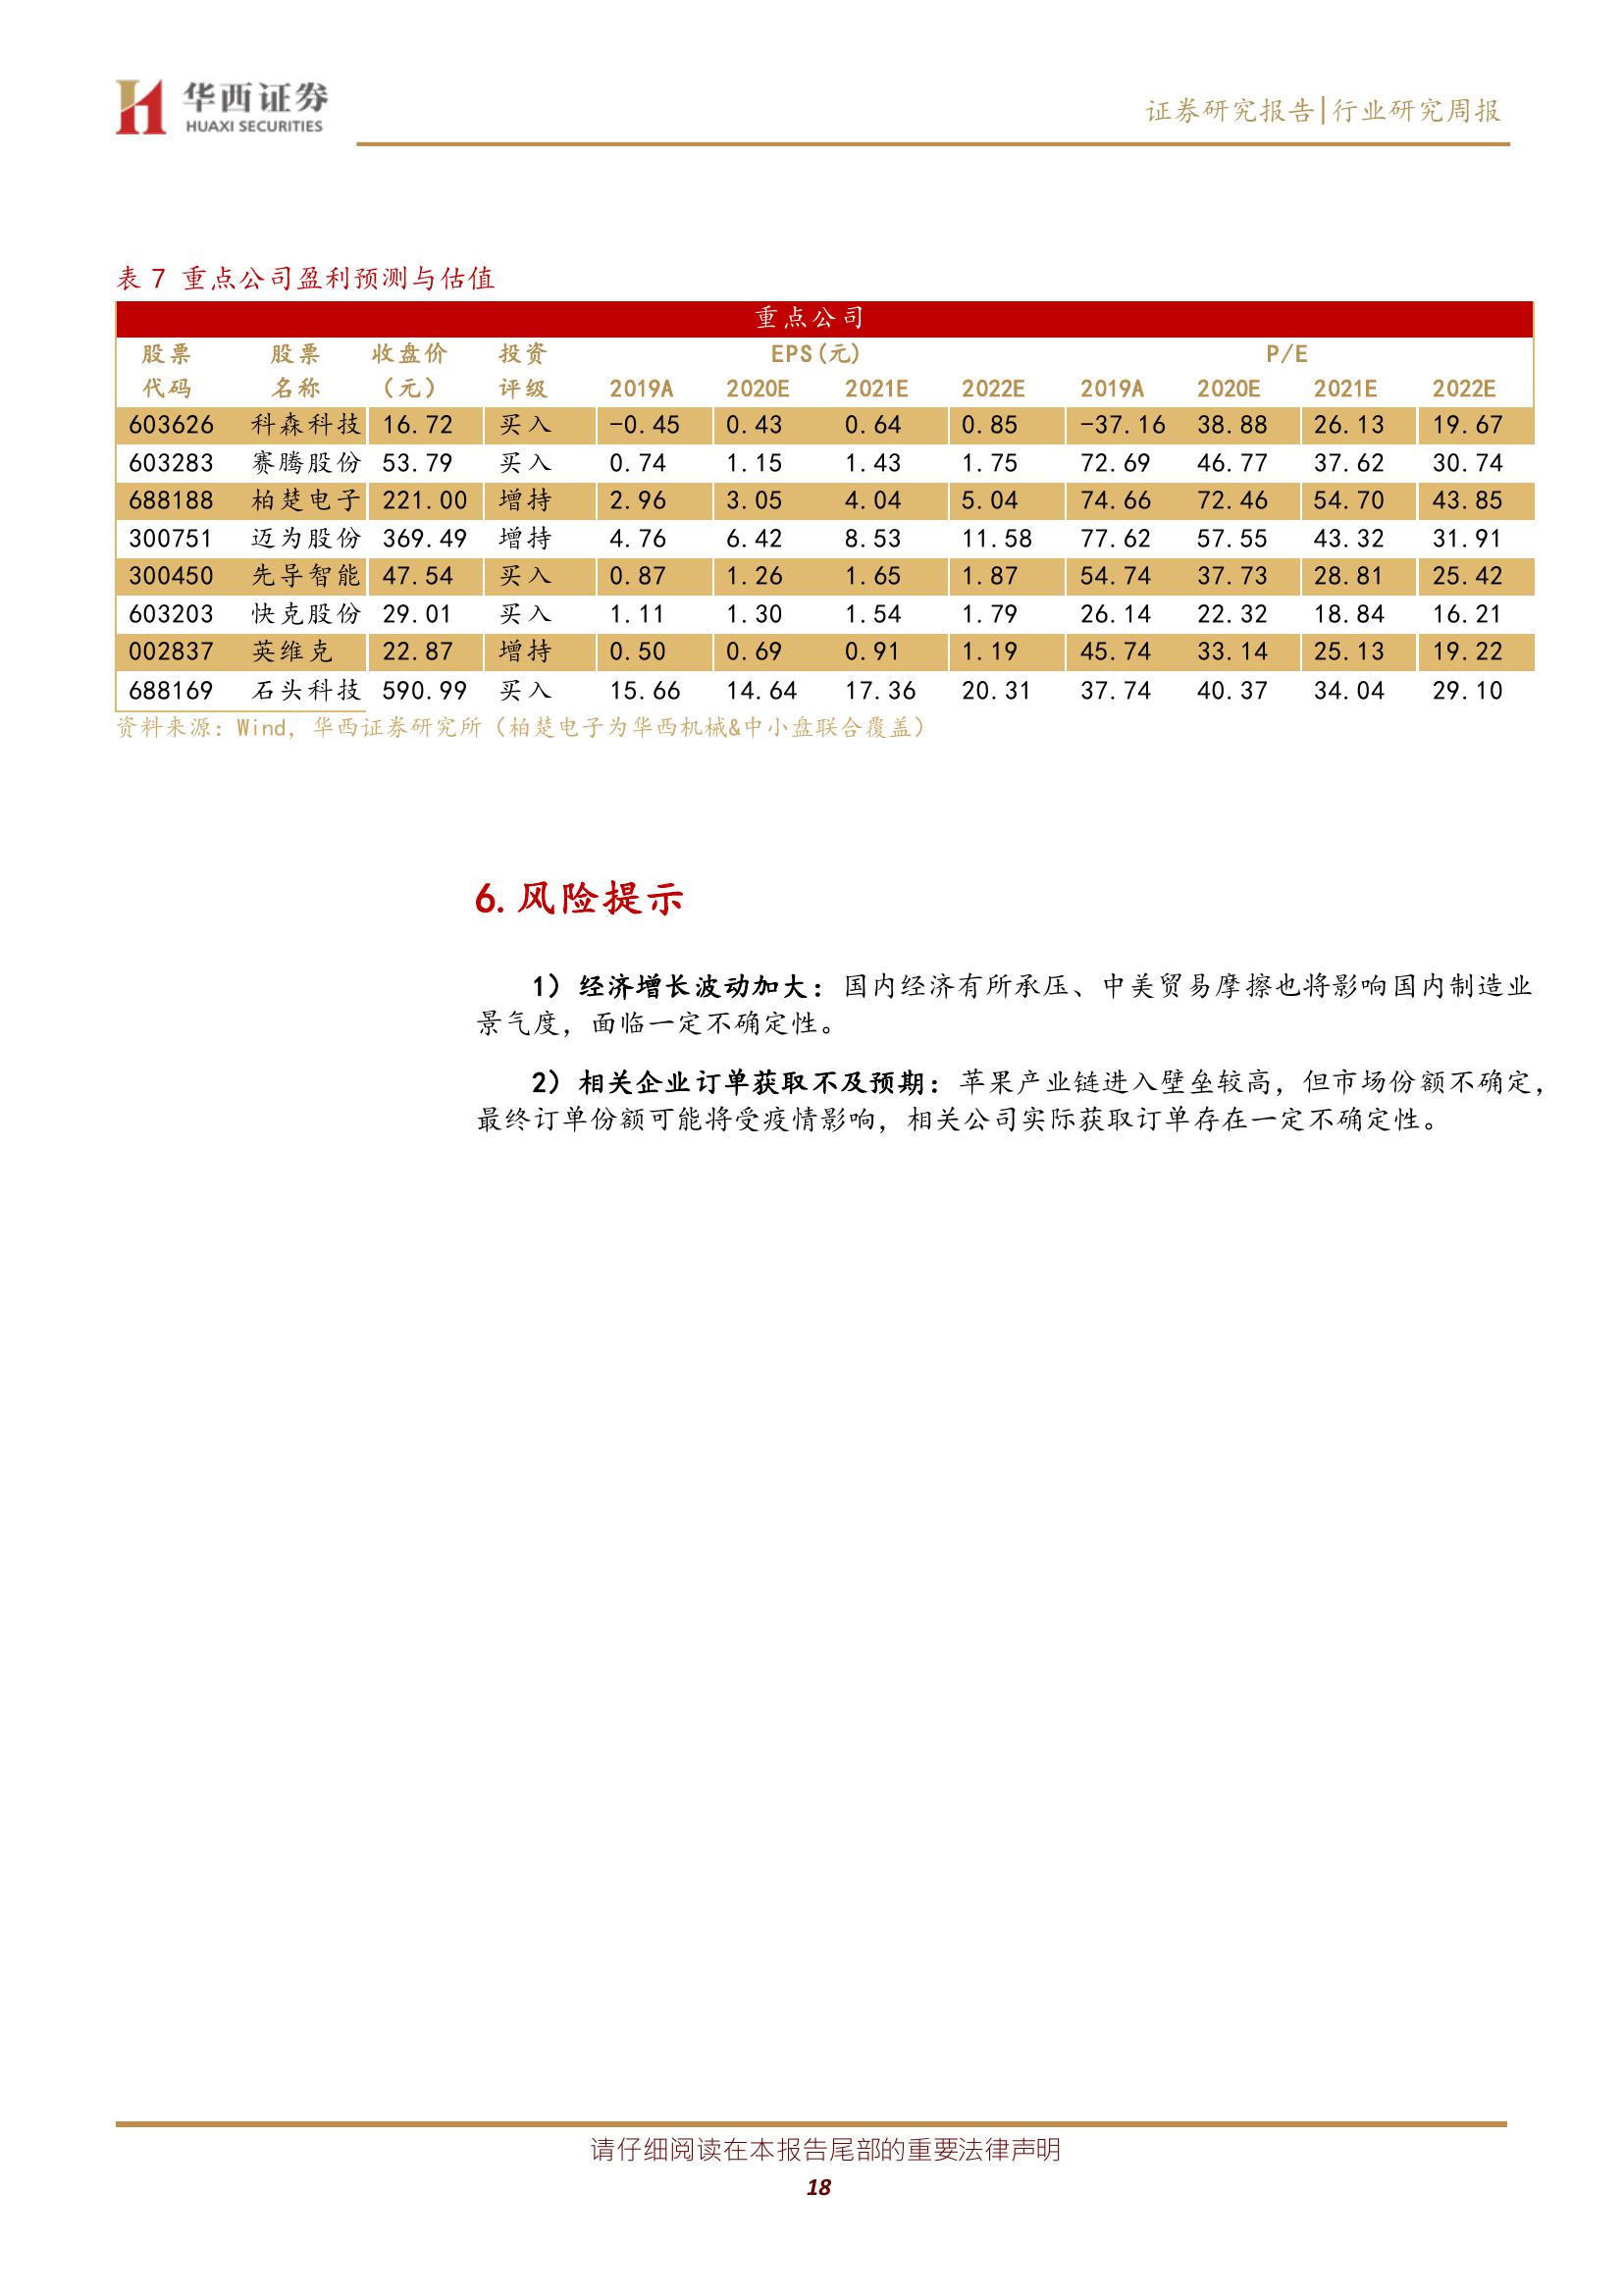 华西证券
HUAXI SECURITIES
证券研究报告|行业研究周报
表 7 重点公司盈利预测与估值
重点公司
股票 股票 收盘价 投资 EPS(元) P/E
代码 名称 （元） 评级 2019A 2020E 2021E 2022E 2019A 2020E 2021E 2022E
603626 科森科技 16.72 买入 -0.45 0.43 0.64 0.85 -37.16 38.88 26.13 19.67
603283 赛腾股份 53.79 买入 0.74 1.15 1.43 1.75 72.69 46.77 37.62 30.74
688188 柏楚电子 221.00 增持 2.96 3.05 4.04 5.04 74.66 72.46 54.70 43.85
300751 迈为股份 369.49 增持 4.76 6.42 8.53 11.58 77.62 57.55 43.32 31.91
300450 先导智能 47.54 买入 0.87 1.26 1.65 1.87 54.74 37.73 28.81 25.42
603203 快克股份 29.01 买入 1.11 1.30 1.54 1.79 26.14 22.32 18.84 16.21
002837 英维克 22.87 增持 0.50 0.69 0.91 1.19 45.74 33.14 25.13 19.22
688169 石头科技 590.99 买入 15.66 14.64 17.36 20.31 37.74 40.37 34.04 29.10
资料来源：Wind，华西证券研究所（柏楚电子为华西机械&中小盘联合覆盖）
6.风险提示
1）经济增长波动加大：国内经济有所承压、中美贸易摩擦也将影响国内制造业
景气度，面临一定不确定性。
2）相关企业订单获取不及预期：苹果产业链进入壁垒较高，但市场份额不确定，
最终订单份额可能将受疫情影响，相关公司实际获取订单存在一定不确定性。
请仔细阅读在本报告尾部的重要法律声明
18